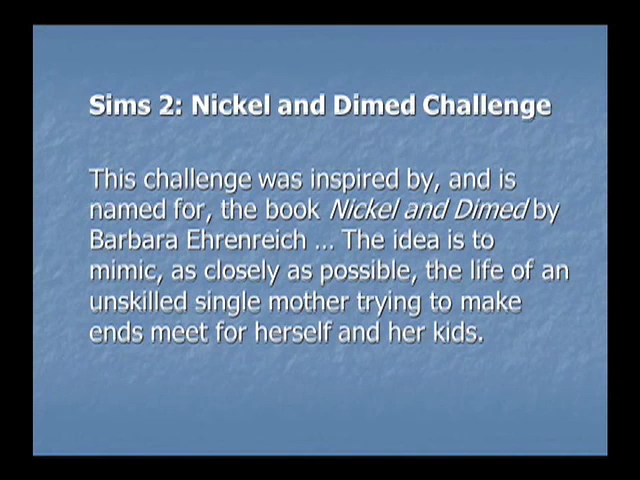 Sims 2: Nickel and Dimed Challenge
This challenge was inspired by, and is
named for, the book Nickel and Dimed by
Barbara Ehrenreich ... The idea is to
mimic, as closely as possible, the life of an
unskilled single mother trying to make
ends meet for herself and her kids.